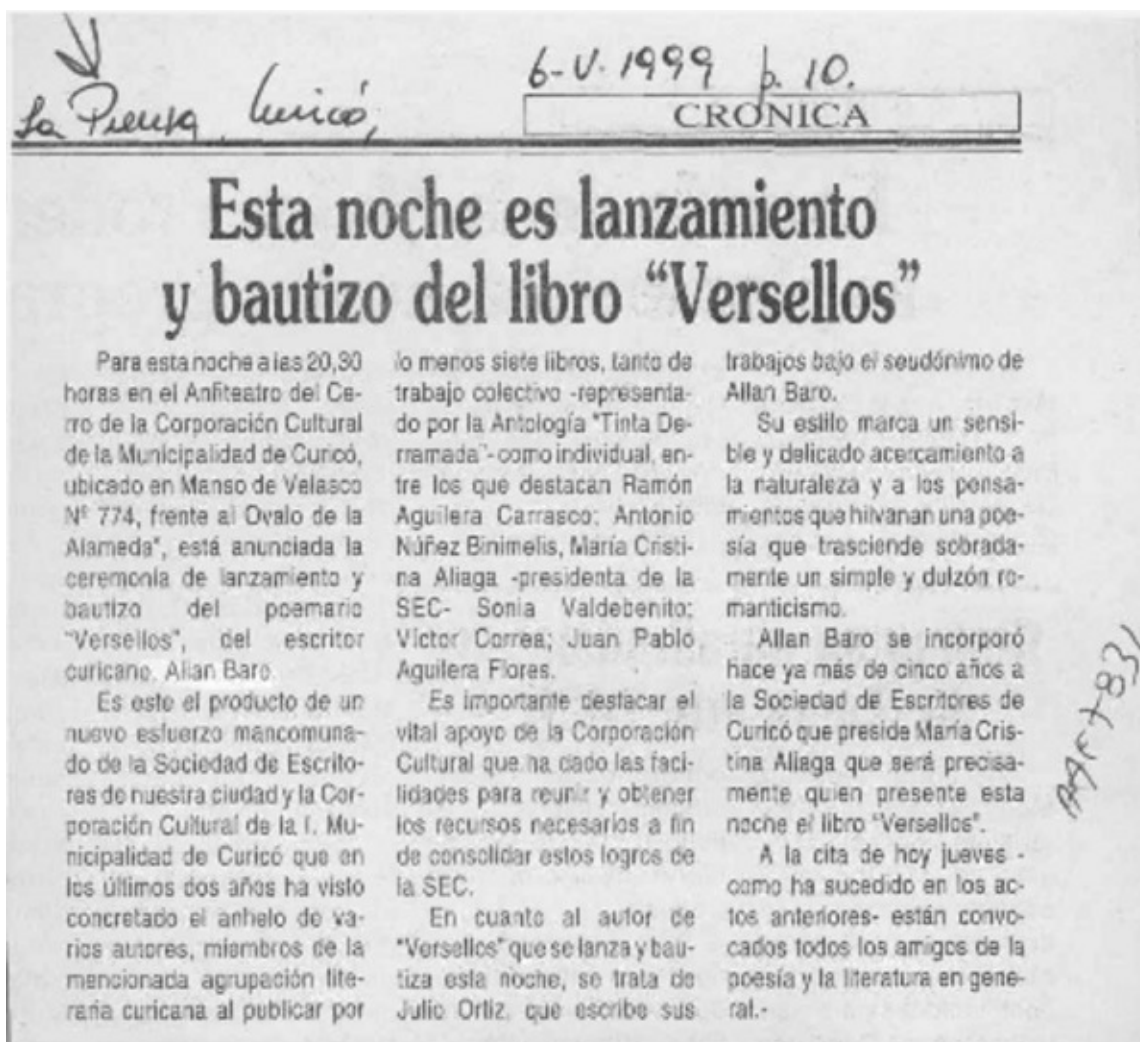 La Prensa, Curicó,
6-V-1999 p. 10.
CRONICA
Esta noche es lanzamiento
y bautizo del libro “Versellos”
Para esta noche a las 20,30
horas en el Anfiteatro del Ce-
rro de la Corporación Cultural
de la Municipalidad de Curicó,
ubicado en Manso de Velasco
Nº 774, frente al Ovalo de la
Alameda", está anunciada la
ceremonia de lanzamiento y
bautizo del poemario
"Versellos", del escritor
curicano, Allan Baro.
Es este el producto de un
nuevo esfuerzo mancomuna-
do de la Sociedad de Escrito-
res de nuestra ciudad y la Cor-
poración Cultural de la I. Mu-
nicipalidad de Curicó que en
los últimos dos años ha visto
concretado el anhelo de va-
rios autores, miembros de la
mencionada agrupación lite-
raria curicana al publicar por
lo menos siete libros, tanto de
trabajo colectivo -representa-
do por la Antología "Tinta De-
rramada"- como individual, en-
tre los que destacan Ramón
Aguilera Carrasco; Antonio
Núñez Binimelis, María Cristi-
na Aliaga -presidenta de la
SEC- Sonia Valdebenito;
Víctor Correa; Juan Pablo
Aguilera Flores.
Es importante destacar el
vital apoyo de la Corporación
Cultural que ha dado las faci-
lidades para reunir y obtener
los recursos necesarios a fin
de consolidar estos logros de
la SEC.
En cuanto al autor de
"Versellos" que se lanza y bau-
tiza esta noche, se trata de
Julio Ortiz, que escribe sus
trabajos bajo el seudónimo de
Allan Baro.
Su estilo marca un sensi-
ble y delicado acercamiento a
la naturaleza y a los pensa-
mientos que hilvanan una poe-
sía que trasciende sobrada-
mente un simple y dulzón ro-
manticismo.
Allan Baro se incorporó
hace ya más de cinco años a
la Sociedad de Escritores de
Curicó que preside María Cris-
tina Aliaga que será precisa-
mente quien presente esta
noche el libro "Versellos".
A la cita de hoy jueves -
como ha sucedido en los ac-
tos anteriores- están convo-
cados todos los amigos de la
poesía y la literatura en gene-
ral.-